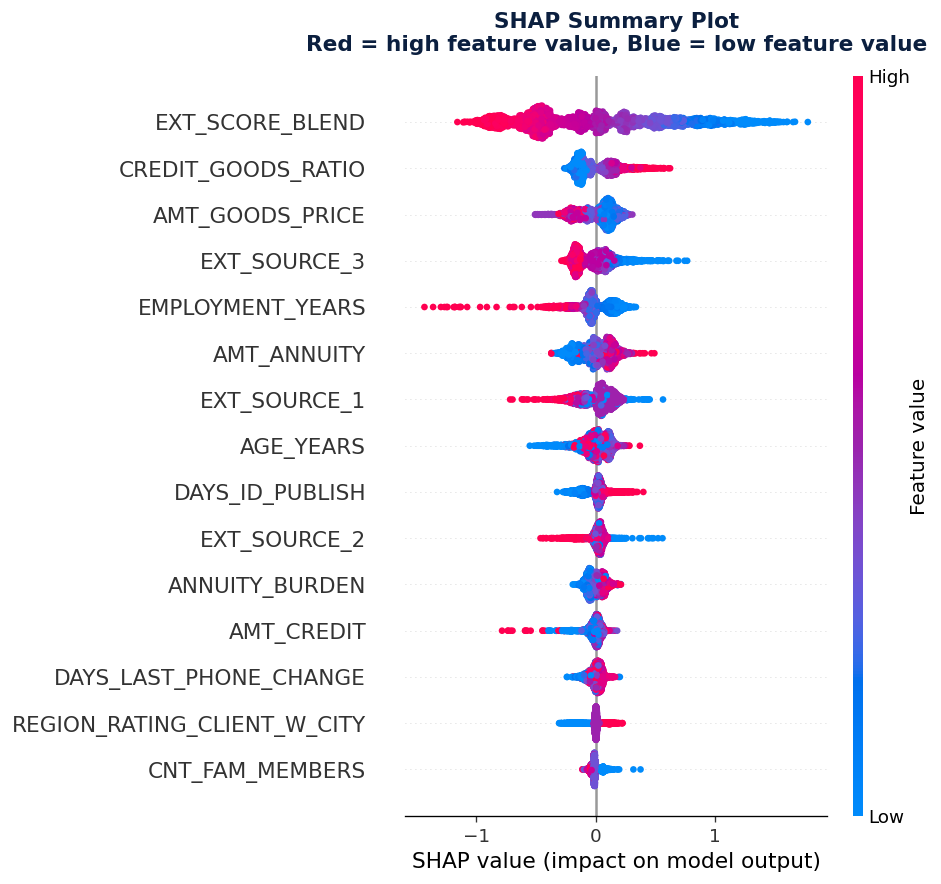 SHAP Summary Plot
Red = high feature value, Blue = low feature value
High
EXT_SCORE_BLEND
CREDIT_GOODS_RATIO
AMT_GOODS_PRICE
EXT_SOURCE_3
EMPLOYMENT_YEARS
AMT_ANNUITY
EXT_SOURCE_1
AGE_YEARS
DAYS_ID_PUBLISH
EXT_SOURCE_2
ANNUITY_BURDEN
AMT_CREDIT
DAYS_LAST_PHONE_CHANGE
REGION_RATING_CLIENT_W_CITY
CNT_FAM_MEMBERS
Feature value
Low
−1 0 1
SHAP value (impact on model output)